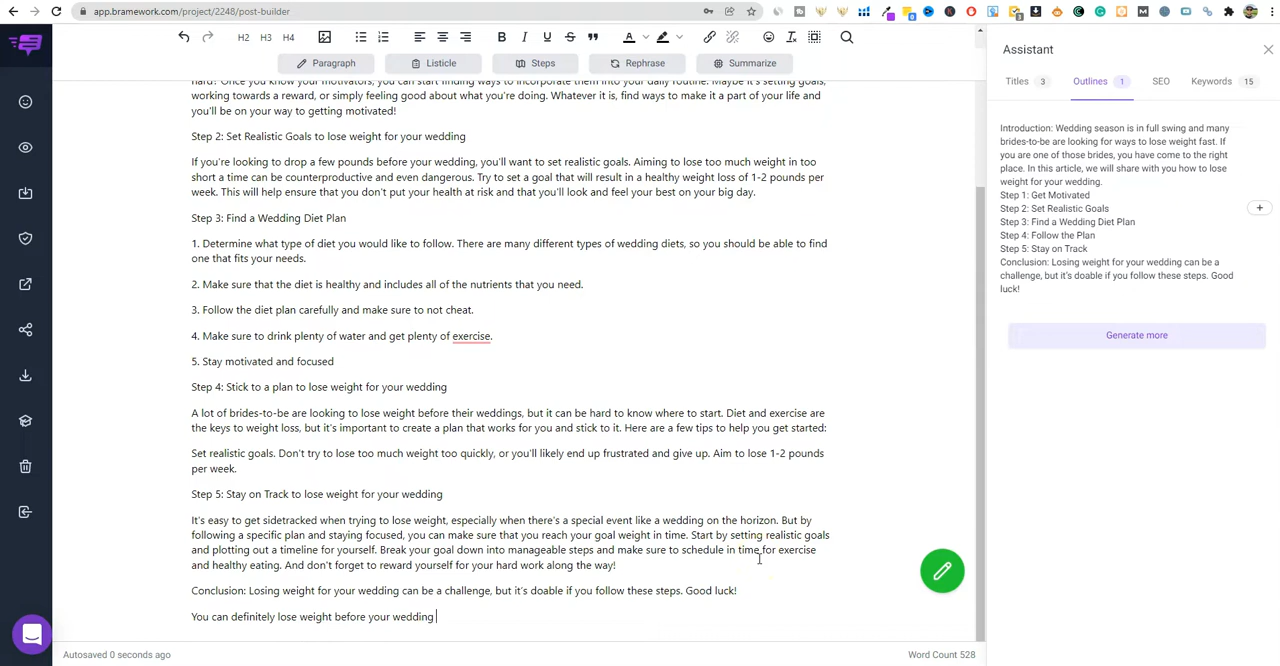 app.bramework.com/project/2248/post-builder
H2 H3 H4
Paragraph Listicle Steps Rephrase Summarize
hard! Once you know your motivators, you can start finding ways to incorporate them into your daily routine. Maybe it's setting goals,
working towards a reward, or simply feeling good about what you're doing. Whatever it is, find ways to make it a part of your life and
you'll be on your way to getting motivated!
Step 2: Set Realistic Goals to lose weight for your wedding
If you're looking to drop a few pounds before your wedding, you'll want to set realistic goals. Aiming to lose too much weight in too
short a time can be counterproductive and even dangerous. Try to set a goal that will result in a healthy weight loss of 1-2 pounds per
week. This will help ensure that you don't put your health at risk and that you'll look and feel your best on your big day.
Step 3: Find a Wedding Diet Plan
1. Determine what type of diet you would like to follow. There are many different types of wedding diets, so you should be able to find
one that fits your needs.
2. Make sure that the diet is healthy and includes all of the nutrients that you need.
3. Follow the diet plan carefully and make sure to not cheat.
4. Make sure to drink plenty of water and get plenty of exercise.
5. Stay motivated and focused
Step 4: Stick to a plan to lose weight for your wedding
A lot of brides-to-be are looking to lose weight before their weddings, but it can be hard to know where to start. Diet and exercise are
the keys to weight loss, but it's important to create a plan that works for you and stick to it. Here are a few tips to help you get started:
Set realistic goals. Don't try to lose too much weight too quickly, or you'll likely end up frustrated and give up. Aim to lose 1-2 pounds
per week.
Step 5: Stay on Track to lose weight for your wedding
It's easy to get sidetracked when trying to lose weight, especially when there's a special event like a wedding on the horizon. But by
following a specific plan and staying focused, you can make sure that you reach your goal weight in time. Start by setting realistic goals
and plotting out a timeline for yourself. Break your goal down into manageable steps and make sure to schedule in time for exercise
and healthy eating. And don't forget to reward yourself for your hard work along the way!
Conclusion: Losing weight for your wedding can be a challenge, but it's doable if you follow these steps. Good luck!
You can definitely lose weight before your wedding
Autosaved 0 seconds ago
Word Count 528
Assistant
Titles 3 Outlines 1 SEO Keywords 15
Introduction: Wedding season is in full swing and many
brides-to-be are looking for ways to lose weight fast. If
you are one of those brides, you have come to the right
place. In this article, we will share with you how to lose
weight for your wedding.
Step 1: Get Motivated
Step 2: Set Realistic Goals
Step 3: Find a Wedding Diet Plan
Step 4: Follow the Plan
Step 5: Stay on Track
Conclusion: Losing weight for your wedding can be a
challenge, but it's doable if you follow these steps. Good
luck!
Generate more